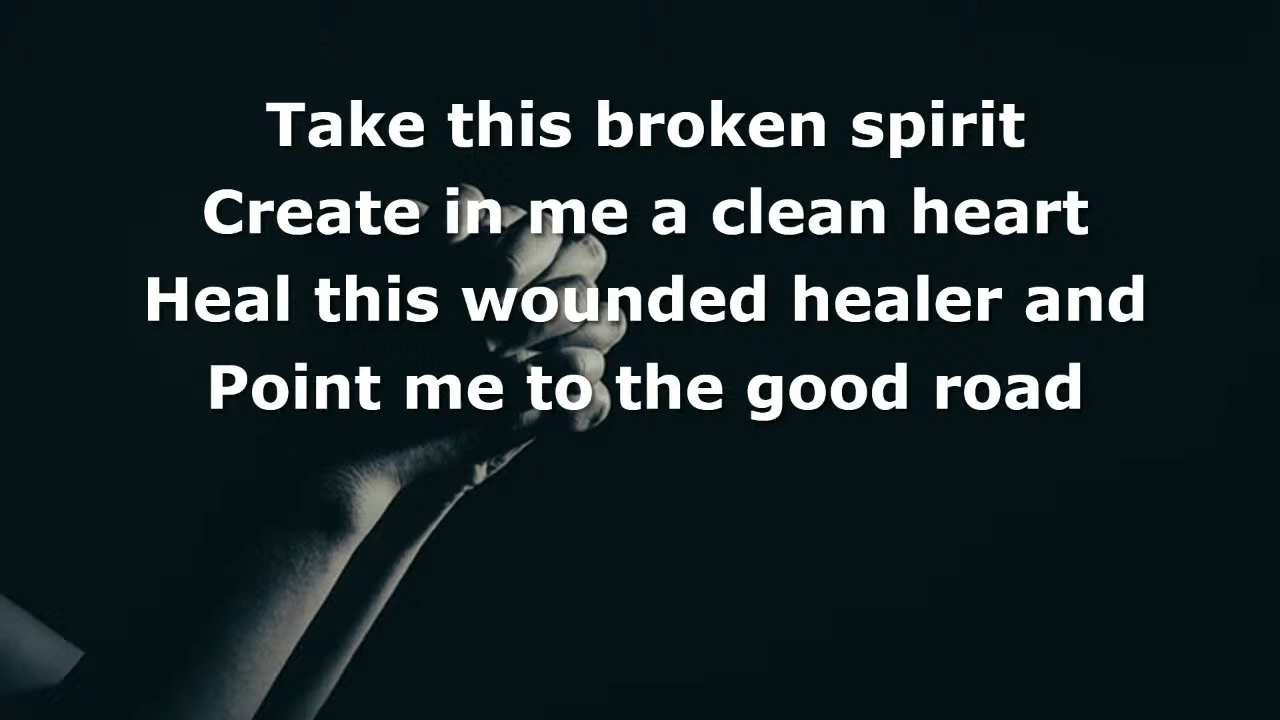 Take this broken spirit
Create in me a clean heart
Heal this wounded healer and
Point me to the good road